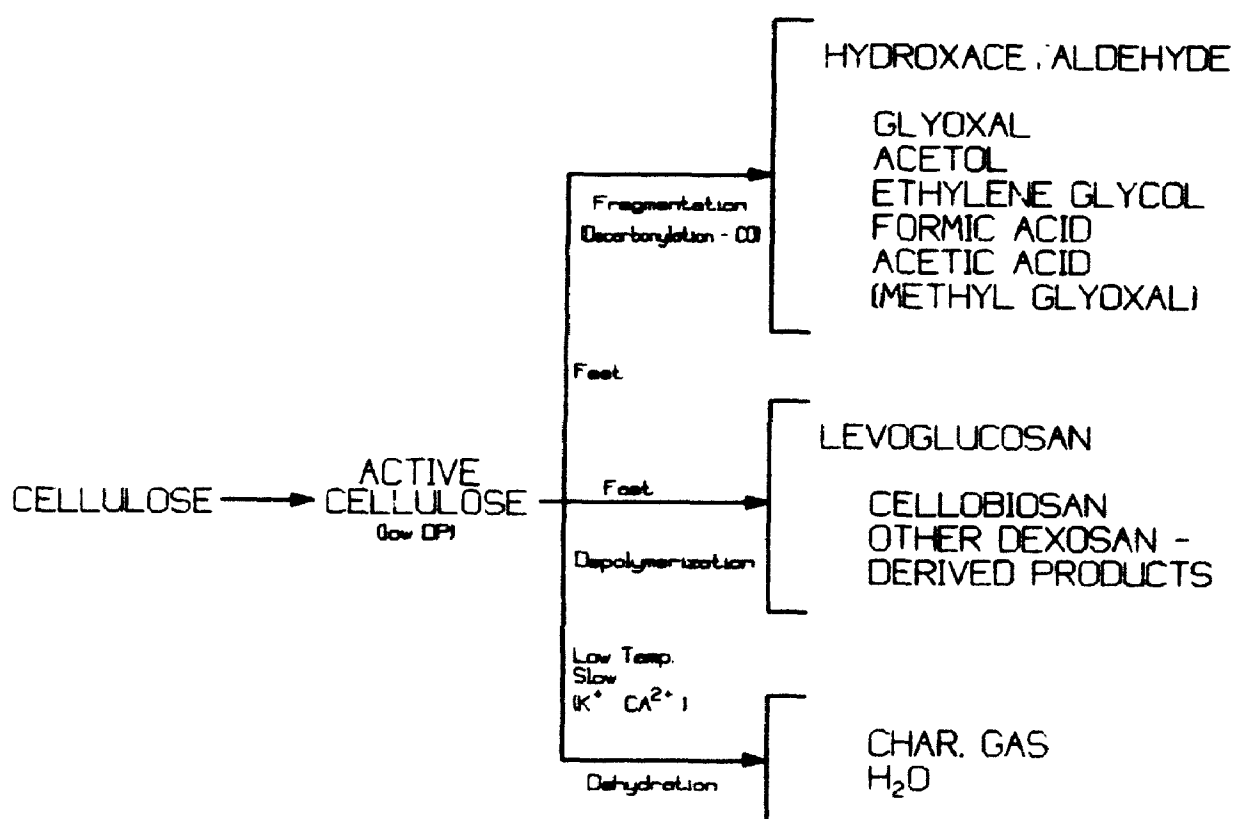 HYDROXACE ALDEHYDE
GLYOXAL
ACETOL
ETHYLENE GLYCOL
FORMIC ACID
ACETIC ACID
(METHYL GLYOXAL)
Fragmentation
(Decarbonylation - CO)
Fast
LEVOGLUCOSAN
CELLULOSE
ACTIVE
CELLULOSE
(low DP)
Fast
Depolymerization
CELLOBIOSAN
OTHER DEXOSAN -
DERIVED PRODUCTS
Low Temp.
Slow
(K⁺ CA²⁺)
Dehydration
CHAR. GAS
H₂O